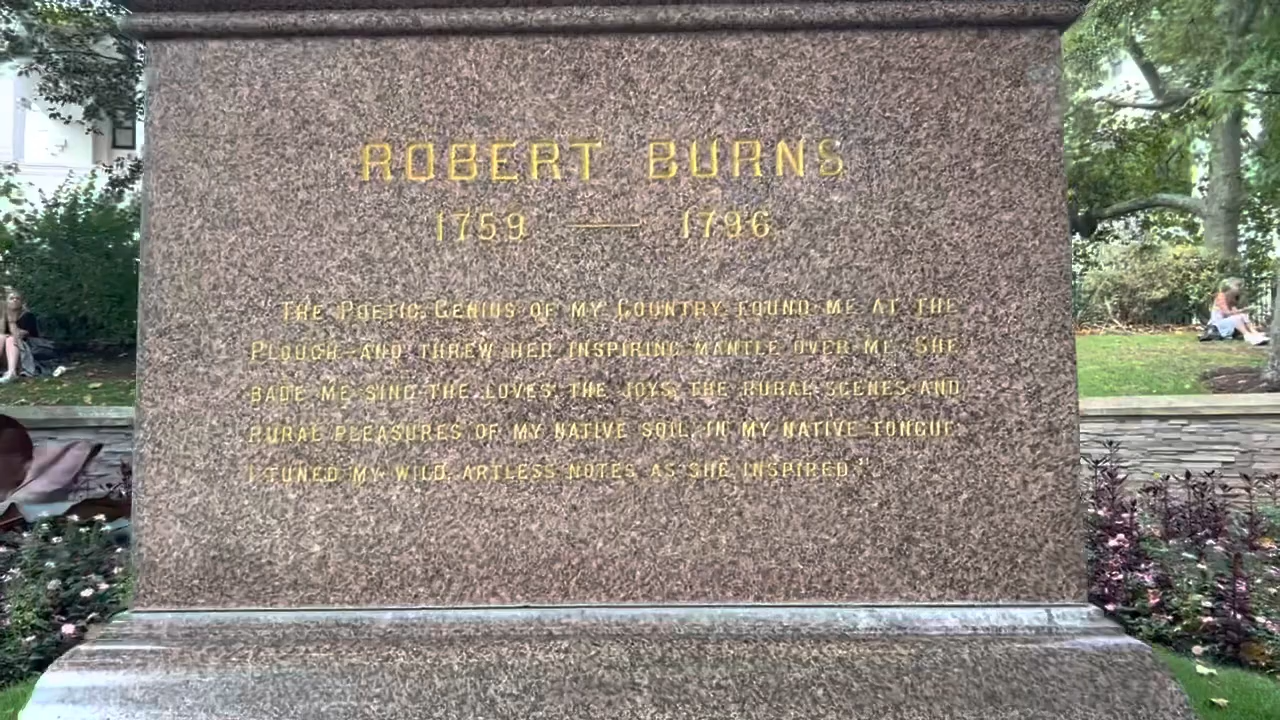 ROBERT BURNS
1759 — 1796
"THE POETIC GENIUS OF MY COUNTRY FOUND ME AT THE
PLOUGH AND THREW HER INSPIRING MANTLE OVER ME. SHE
BADE ME SING THE LOVES, THE JOYS, THE RURAL SCENES AND
RURAL PLEASURES OF MY NATIVE SOIL, IN MY NATIVE TONGUE
I TUNED MY WILD, ARTLESS NOTES AS SHE INSPIRED."